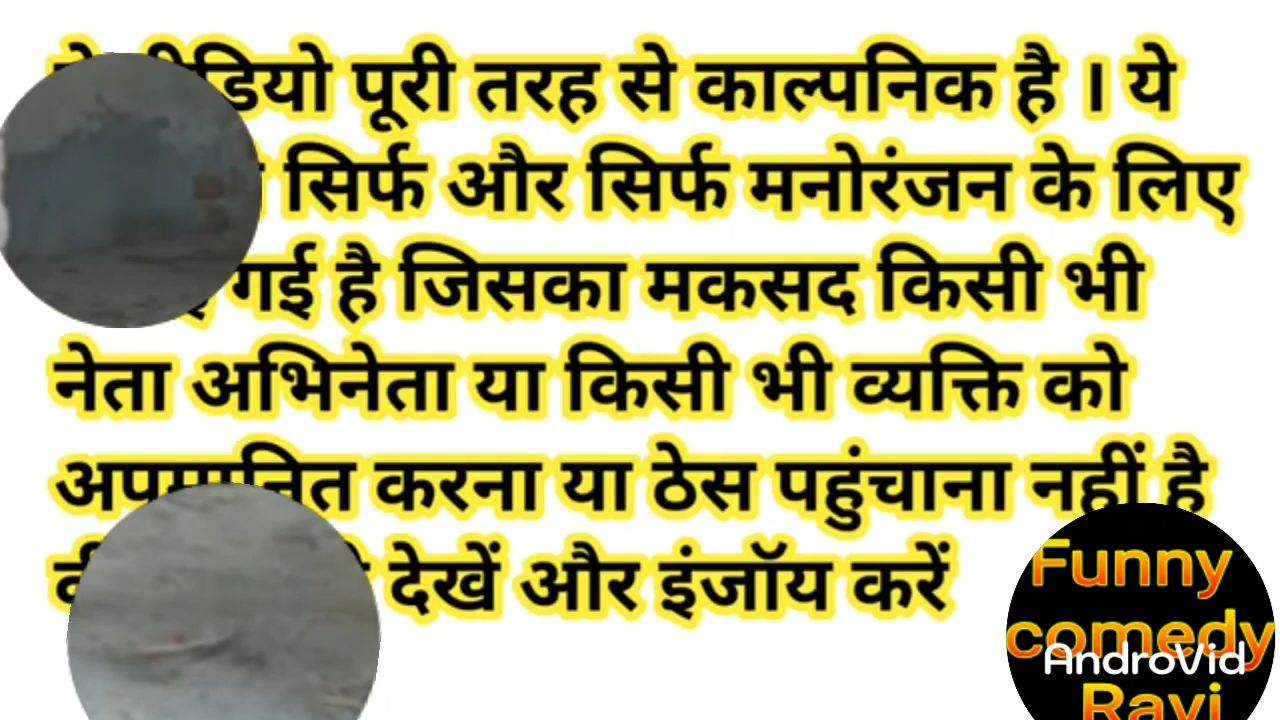 पूरी तरह से काल्पनिक है । ये
सिर्फ और सिर्फ मनोरंजन के लिए
गई है जिसका मकसद किसी भी
नेता अभिनेता या किसी भी व्यक्ति को
अपमानित करना या ठेस पहुंचाना नहीं है
देखें और इंजॉय करें
Funny
comedy
AndroVid
Ravi